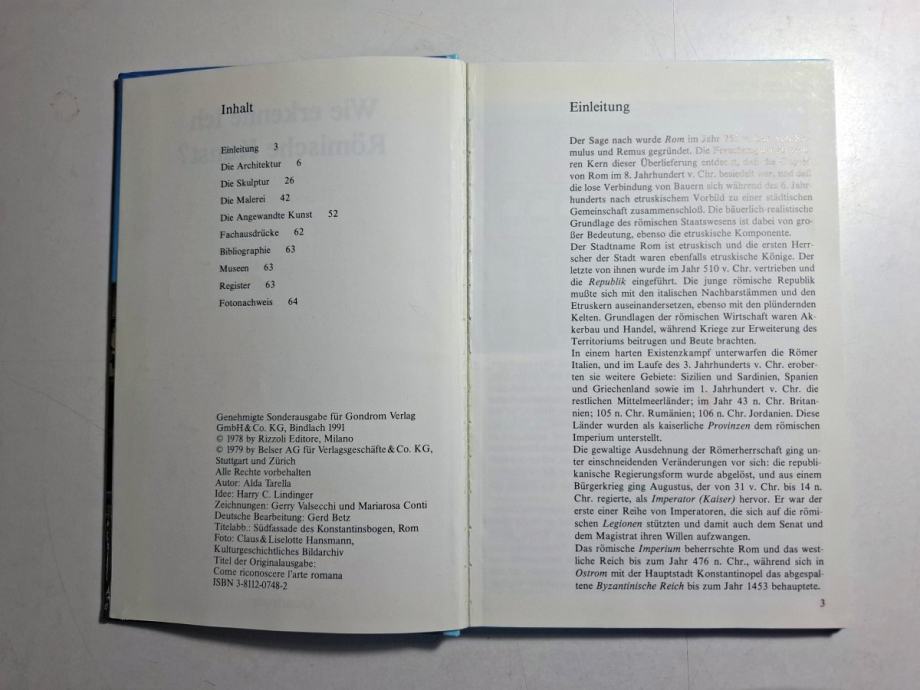 Inhalt
Einleitung 3
Die Architektur 6
Die Skulptur 26
Die Malerei 42
Die Angewandte Kunst 52
Fachausdrücke 62
Bibliographie 63
Museen 63
Register 63
Fotonachweis 64
Genehmigte Sonderausgabe für Gondrom Verlag
GmbH & Co. KG, Bindlach 1991
© 1978 by Rizzoli Editore, Milano
© 1979 by Belser AG für Verlagsgeschäfte & Co. KG,
Stuttgart und Zürich
Alle Rechte vorbehalten
Autor: Alda Tarella
Idee: Harry C. Lindinger
Zeichnungen: Gerry Valsecchi und Mariarosa Conti
Deutsche Bearbeitung: Gerd Betz
Titelabb.: Südfassade des Konstantinsbogen, Rom
Foto: Claus & Liselotte Hansmann,
Kulturgeschichtliches Bildarchiv
Titel der Originalausgabe:
Come riconoscere l'arte romana
ISBN 3-8112-0748-2
Einleitung
Der Sage nach wurde Rom im Jahr
mulus und Remus gegründet. Die
ren Kern dieser Überlieferung entdeckt, daß die
von Rom im 8. Jahrhundert v. Chr. besiedelt war, und daß
die lose Verbindung von Bauern sich während des 6. Jahr-
hunderts nach etruskischem Vorbild zu einer städtischen
Gemeinschaft zusammenschloß. Die bäuerlich-realistische
Grundlage des römischen Staatswesens ist dabei von gro-
ßer Bedeutung, ebenso die etruskische Komponente.
Der Stadtname Rom ist etruskisch und die ersten Herr-
scher der Stadt waren ebenfalls etruskische Könige. Der
letzte von ihnen wurde im Jahr 510 v. Chr. vertrieben und
die Republik eingeführt. Die junge römische Republik
mußte sich mit den italischen Nachbarstämmen und den
Etruskern auseinandersetzen, ebenso mit den plündernden
Kelten. Grundlagen der römischen Wirtschaft waren Ak-
kerbau und Handel, während Kriege zur Erweiterung des
Territoriums beitrugen und Beute brachten.
In einem harten Existenzkampf unterwarfen die Römer
Italien, und im Laufe des 3. Jahrhunderts v. Chr. erober-
ten sie weitere Gebiete: Sizilien und Sardinien, Spanien
und Griechenland sowie im 1. Jahrhundert v. Chr. die
restlichen Mittelmeerländer; im Jahr 43 n. Chr. Britan-
nien; 105 n. Chr. Rumänien; 106 n. Chr. Jordanien. Diese
Länder wurden als kaiserliche Provinzen dem römischen
Imperium unterstellt.
Die gewaltige Ausdehnung der Römerherrschaft ging un-
ter einschneidenden Veränderungen vor sich: die republi-
kanische Regierungsform wurde abgelöst, und aus einem
Bürgerkrieg ging Augustus, der von 31 v. Chr. bis 14 n.
Chr. regierte, als Imperator (Kaiser) hervor. Er war der
erste einer Reihe von Imperatoren, die sich auf die römi-
schen Legionen stützten und damit auch dem Senat und
dem Magistrat ihren Willen aufzwangen.
Das römische Imperium beherrschte Rom und das west-
liche Reich bis zum Jahr 476 n. Chr., während sich in
Ostrom mit der Hauptstadt Konstantinopel das abgespal-
tene Byzantinische Reich bis zum Jahr 1453 behauptete.
3